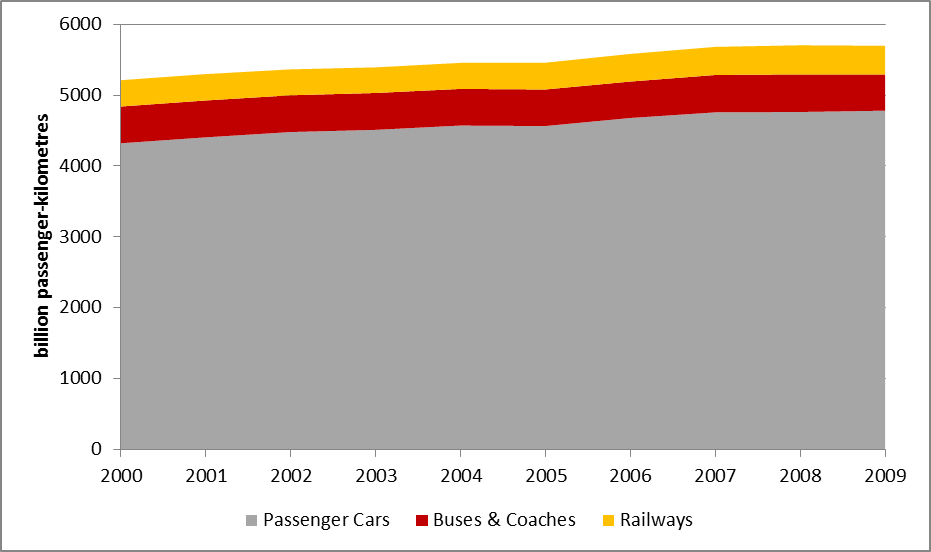 billion passenger-kilometres
6000
5000
4000
3000
2000
1000
0
2000 2001 2002 2003 2004 2005 2006 2007 2008 2009
Passenger Cars Buses & Coaches Railways